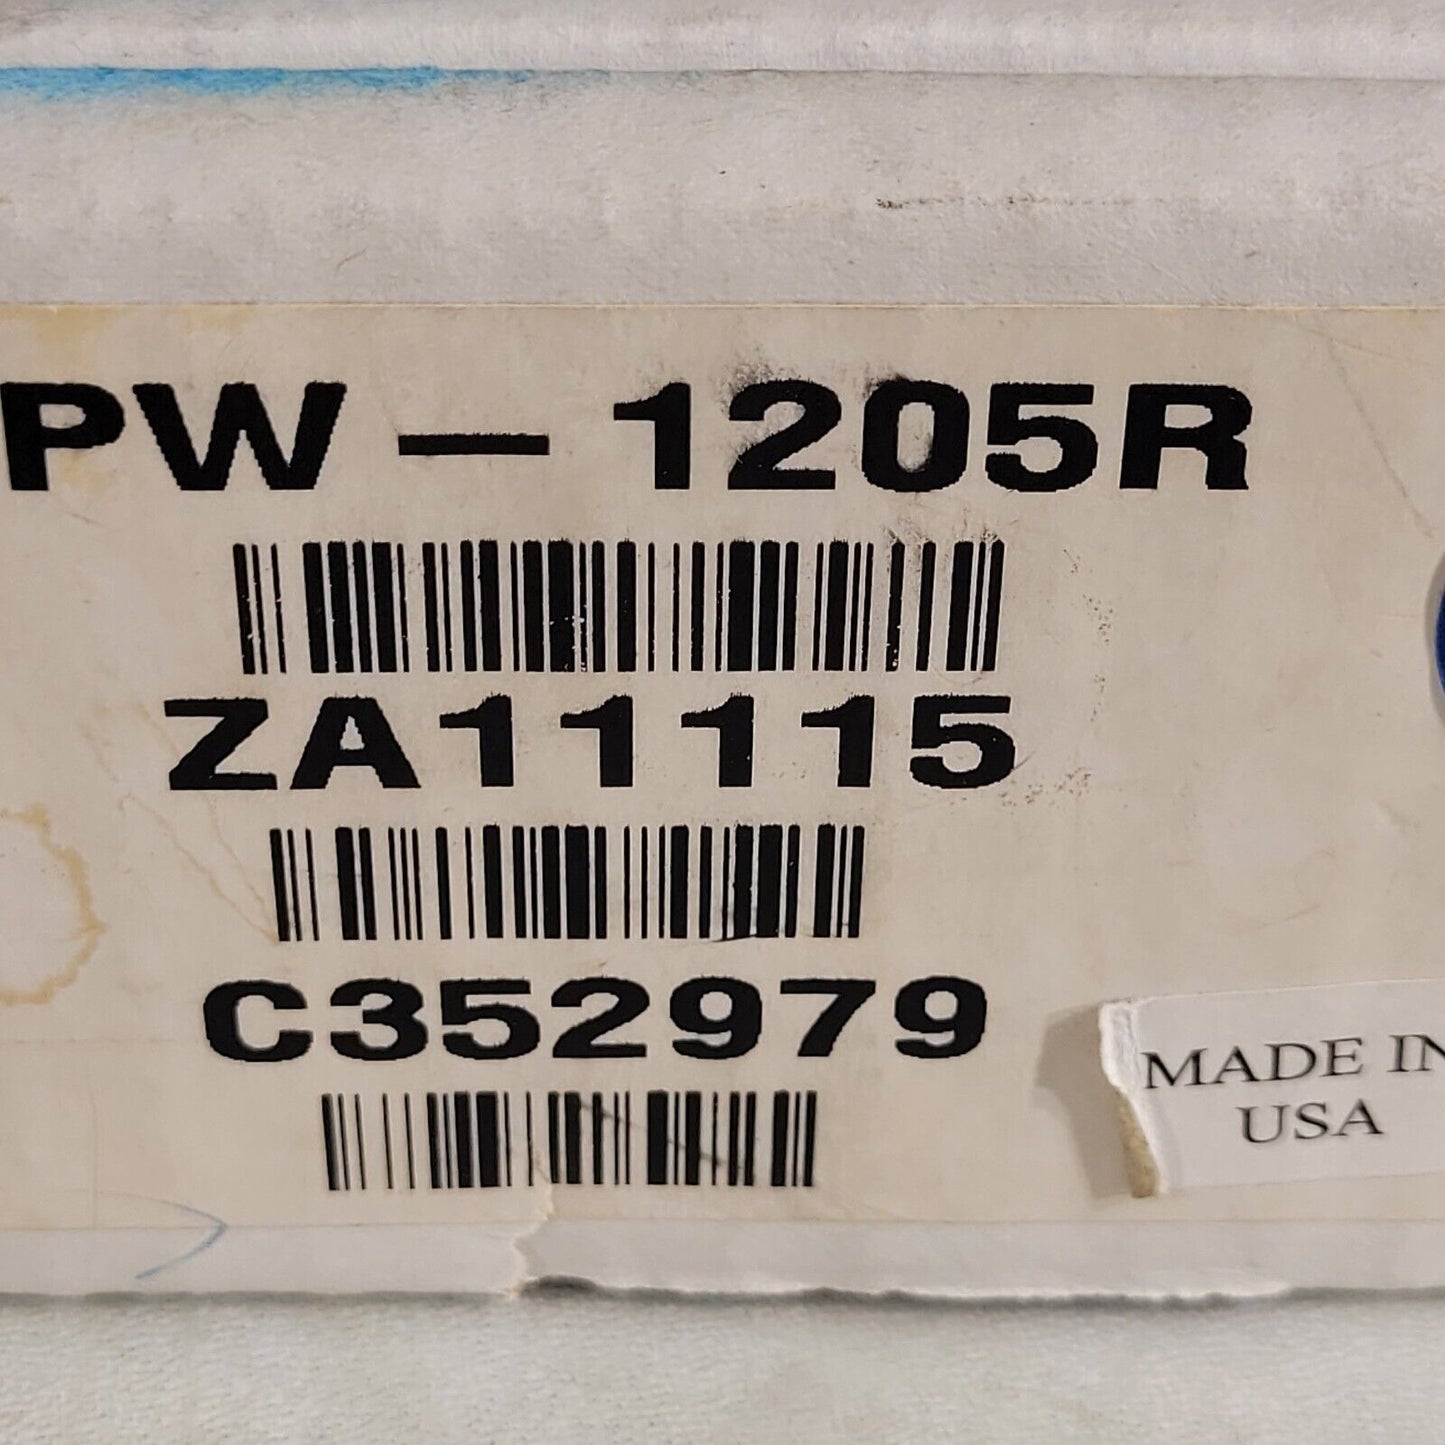 PW-1205R
ZA11115
C352979
MADE IN
USA